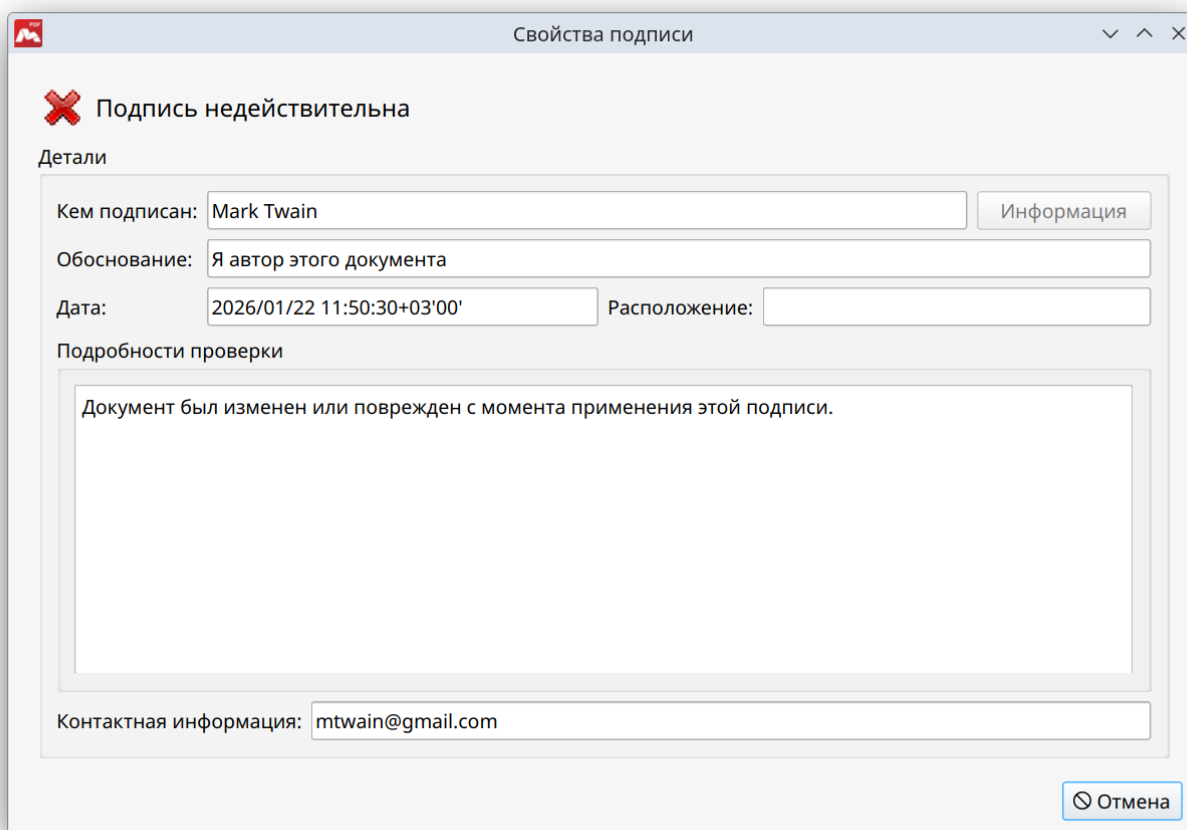 PDF
Свойства подписи
Подпись недействительна
Детали
Кем подписан: Mark Twain Информация
Обоснование: Я автор этого документа
Дата: 2026/01/22 11:50:30+03'00' Расположение:
Подробности проверки
Документ был изменен или поврежден с момента применения этой подписи.
Контактная информация: mtwain@gmail.com
Отмена